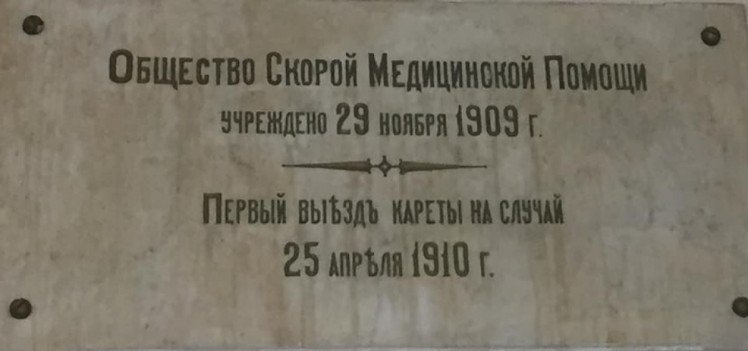 Общество Скорой Медицинской Помощи
учреждено 29 ноября 1909 г.
Первый выѣздъ кареты на случай
25 апрѣля 1910 г.